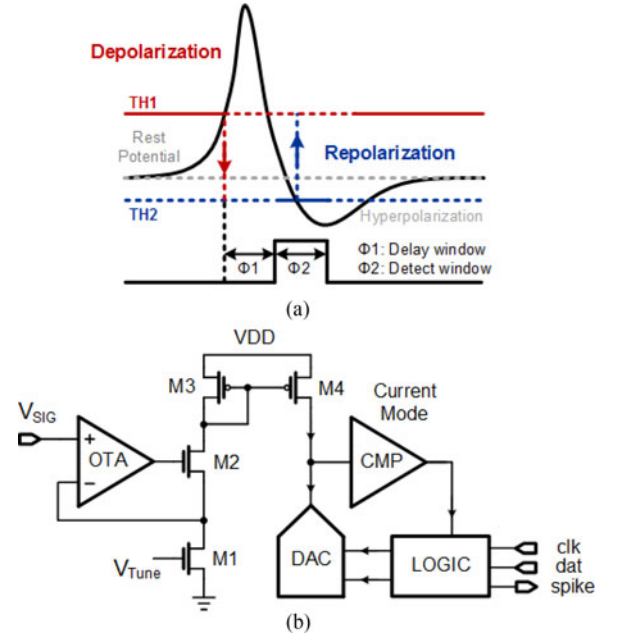 Depolarization
TH1
Rest
Potential
Repolarization
TH2
Hyperpolarization
Φ1
Φ2
Φ1: Delay window
Φ2: Detect window
(a)
VDD
M3
M4
Current
Mode
VSIG
+
OTA
−
M2
CMP
M1
VTune
DAC
LOGIC
clk
dat
spike
(b)